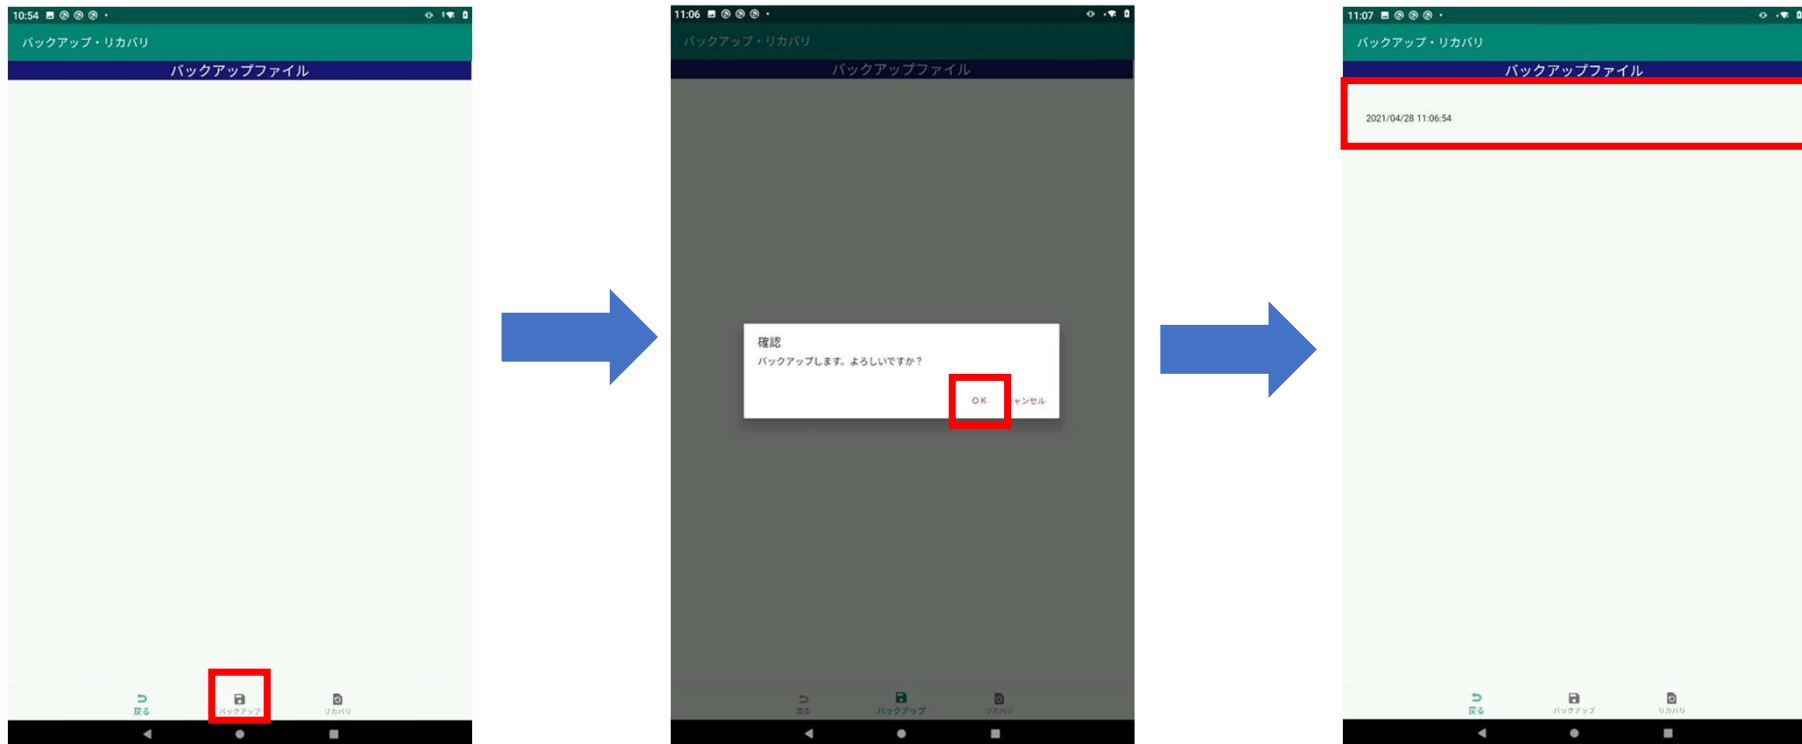 10:54
バックアップ・リカバリ
バックアップファイル
戻る
バックアップ
リカバリ
11:06
バックアップ・リカバリ
バックアップファイル
確認
バックアップします。よろしいですか？
OK
ャンセル
戻る
バックアップ
リカバリ
11:07
バックアップ・リカバリ
バックアップファイル
2021/04/28 11:06:54
戻る
バックアップ
リカバリ